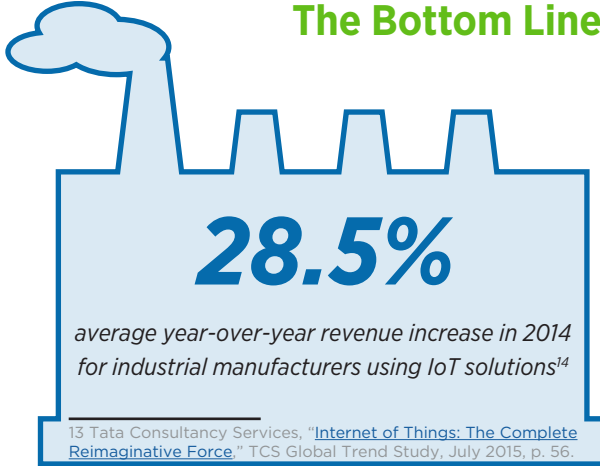 The Bottom Line
28.5%
average year-over-year revenue increase in 2014
for industrial manufacturers using IoT solutions14
13 Tata Consultancy Services, “Internet of Things: The Complete
Reimaginative Force,” TCS Global Trend Study, July 2015, p. 56.